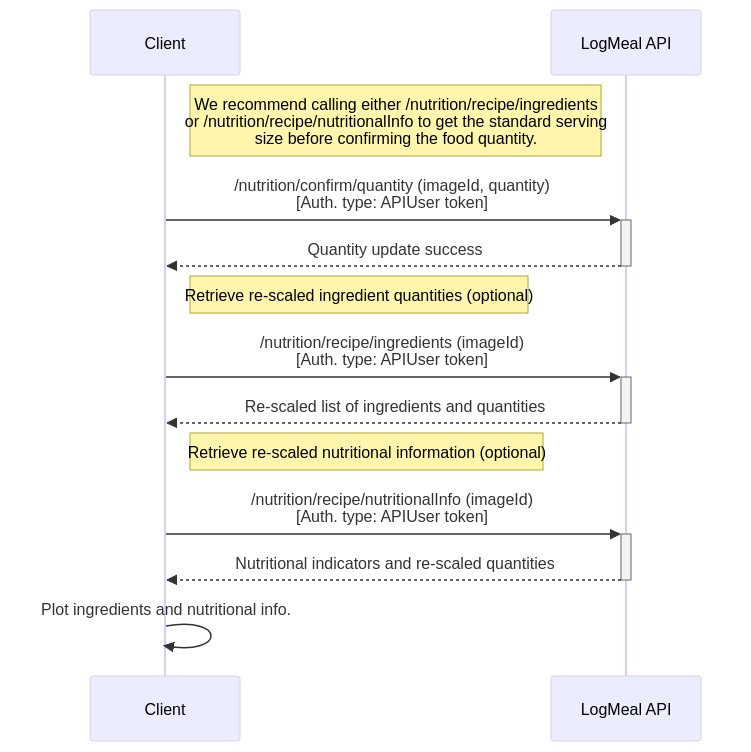 Client
LogMeal API
We recommend calling either /nutrition/recipe/ingredients
or /nutrition/recipe/nutritionalInfo to get the standard serving
size before confirming the food quantity.
/nutrition/confirm/quantity (imageId, quantity)
[Auth. type: APIUser token]
Quantity update success
Retrieve re-scaled ingredient quantities (optional)
/nutrition/recipe/ingredients (imageId)
[Auth. type: APIUser token]
Re-scaled list of ingredients and quantities
Retrieve re-scaled nutritional information (optional)
/nutrition/recipe/nutritionalInfo (imageId)
[Auth. type: APIUser token]
Nutritional indicators and re-scaled quantities
Plot ingredients and nutritional info.
Client
LogMeal API